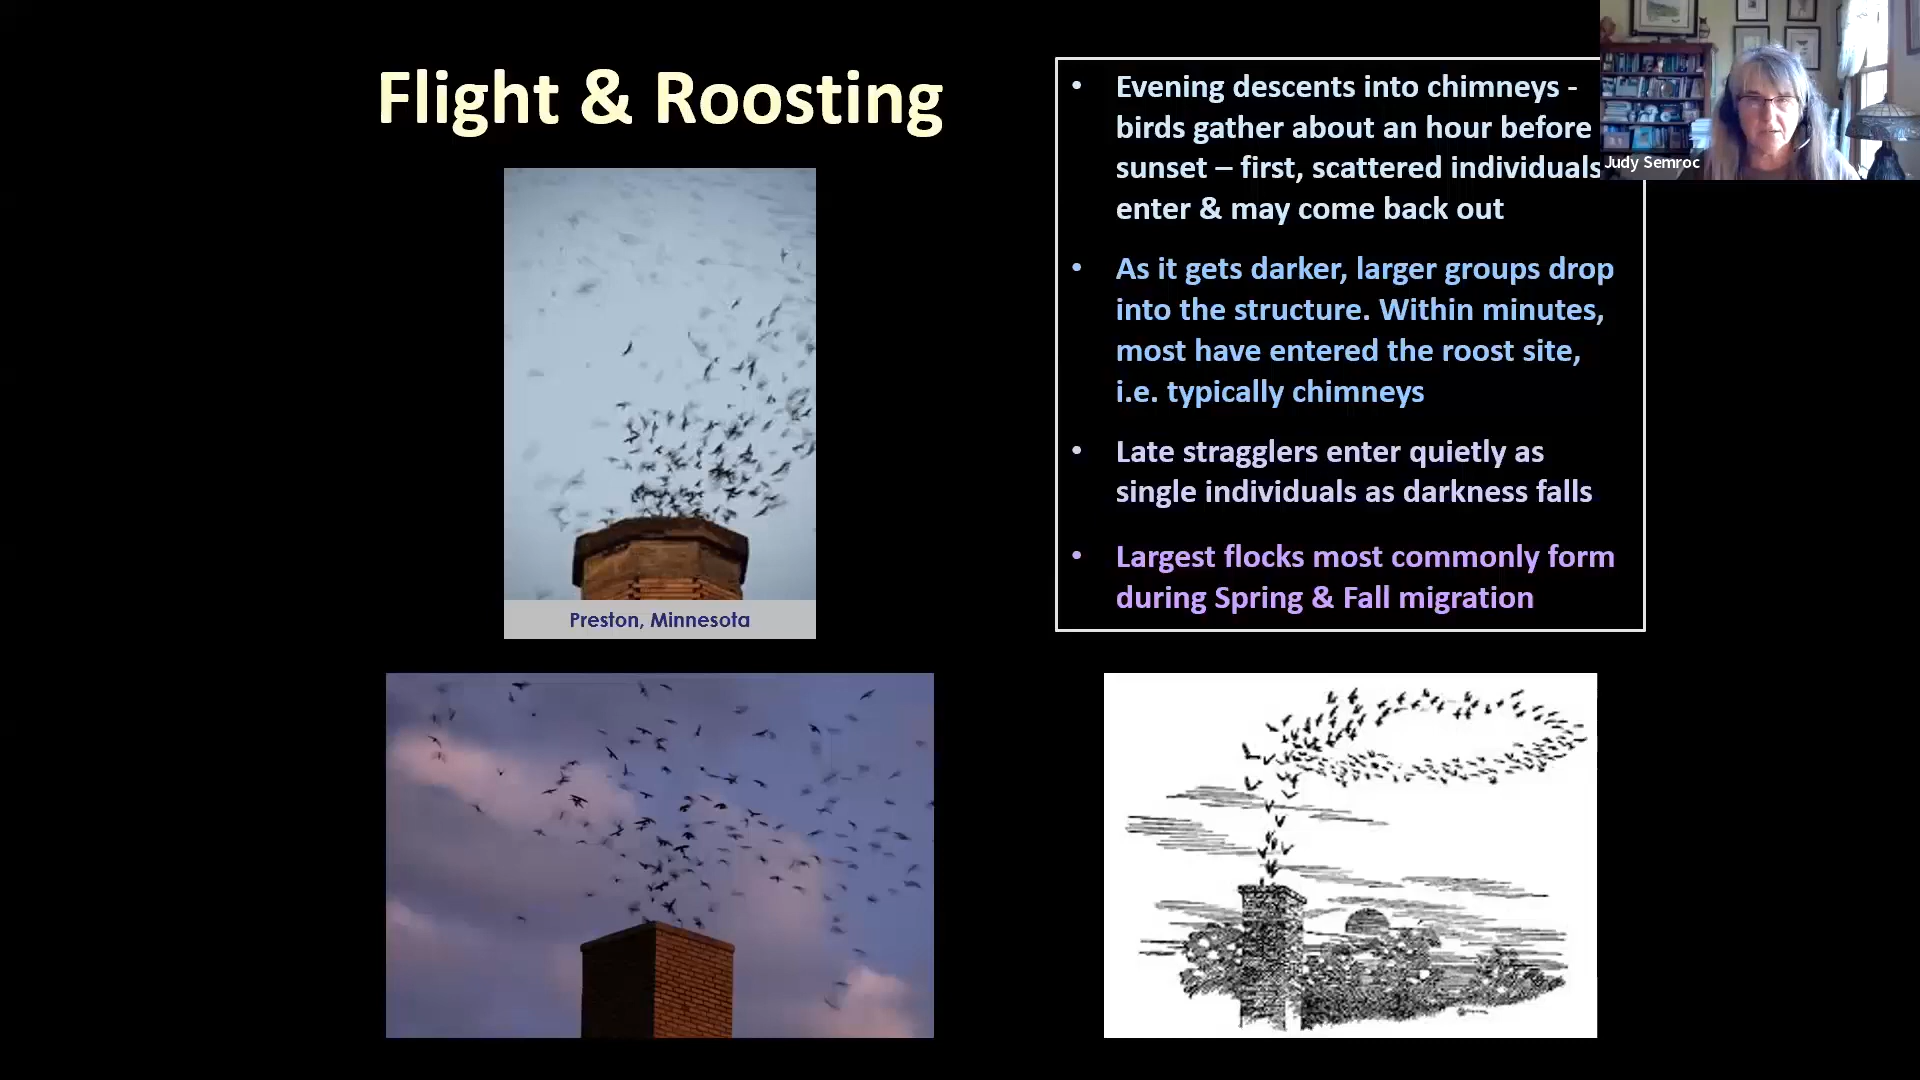 Flight & Roosting
Preston, Minnesota
• Evening descents into chimneys -
birds gather about an hour before
sunset – first, scattered individuals
enter & may come back out
• As it gets darker, larger groups drop
into the structure. Within minutes,
most have entered the roost site,
i.e. typically chimneys
• Late stragglers enter quietly as
single individuals as darkness falls
• Largest flocks most commonly form
during Spring & Fall migration
Judy Semroc